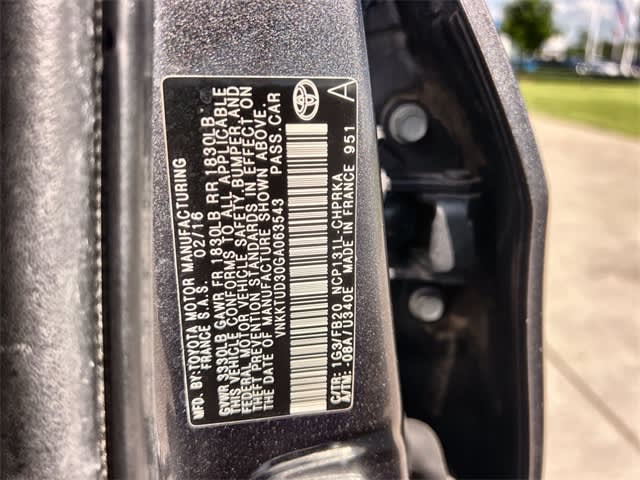 MFD. BY: TOYOTA MOTOR MANUFACTURING
FRANCE S.A.S. 02/16
GVWR 3330LB GAWR FR 1830LB RR 1830LB
THIS VEHICLE CONFORMS TO ALL APPLICABLE
FEDERAL MOTOR VEHICLE SAFETY, BUMPER AND
THEFT PREVENTION STANDARDS IN EFFECT ON
THE DATE OF MANUFACTURE SHOWN ABOVE.
VNKKTUD30GA063543 PASS. CAR
C/TR: 1G3/FB20 NCP131L-CHPRKA A
A/TM: -08A/U340E MADE IN FRANCE 951